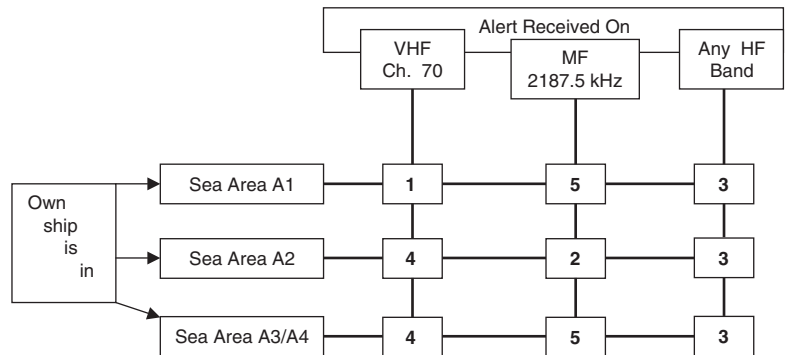 Alert Received On
VHF
Ch. 70
MF
2187.5 kHz
Any HF
Band
Own
ship
is
in
Sea Area A1
1
5
3
Sea Area A2
4
2
3
Sea Area A3/A4
4
5
3